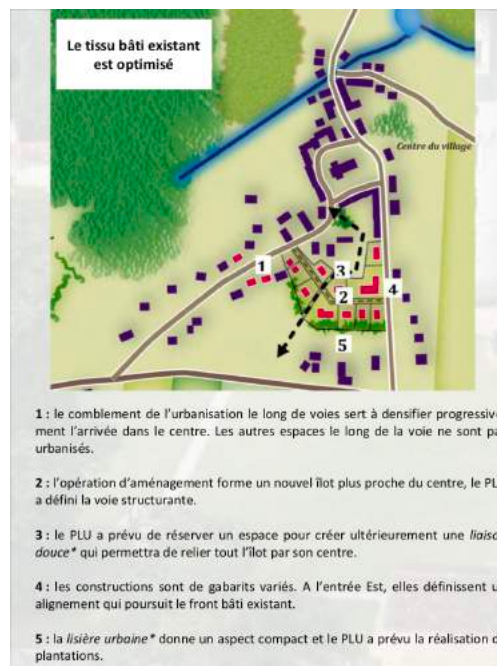 Le tissu bâti existant
est optimisé
Centre du village
1
3
2
4
5
1 : le comblement de l'urbanisation le long de voies sert à densifier progressive
ment l'arrivée dans le centre. Les autres espaces le long de la voie ne sont pa
urbanisés.
2 : l'opération d'aménagement forme un nouvel îlot plus proche du centre, le PL
a défini la voie structurante.
3 : le PLU a prévu de réserver un espace pour créer ultérieurement une liaiso
douce* qui permettra de relier tout l'îlot par son centre.
4 : les constructions sont de gabarits variés. A l'entrée Est, elles définissent u
alignement qui poursuit le front bâti existant.
5 : la lisière urbaine* donne un aspect compact et le PLU a prévu la réalisation d
plantations.